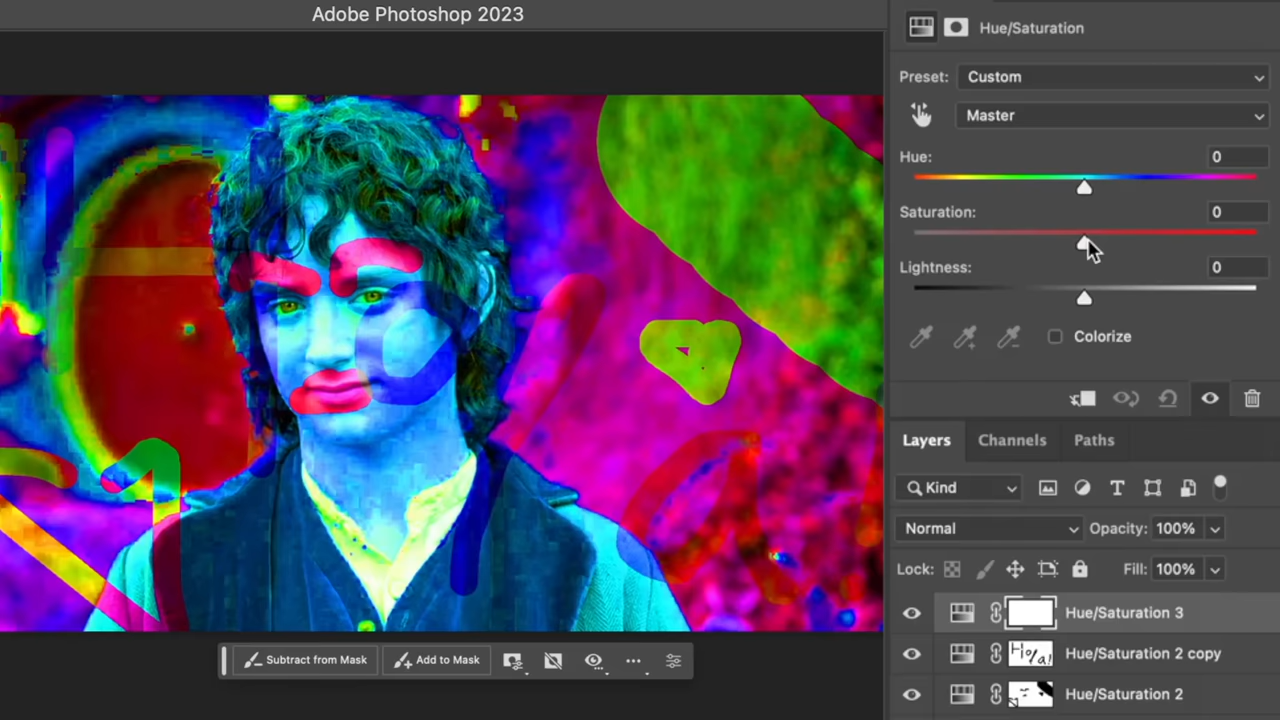 Adobe Photoshop 2023
Hue/Saturation
Preset: Custom
Master
Hue: 0
Saturation: 0
Lightness: 0
Colorize
Layers Channels Paths
Kind
Normal Opacity: 100%
Lock: Fill: 100%
Hue/Saturation 3
Hue/Saturation 2 copy
Hue/Saturation 2
Subtract from Mask Add to Mask